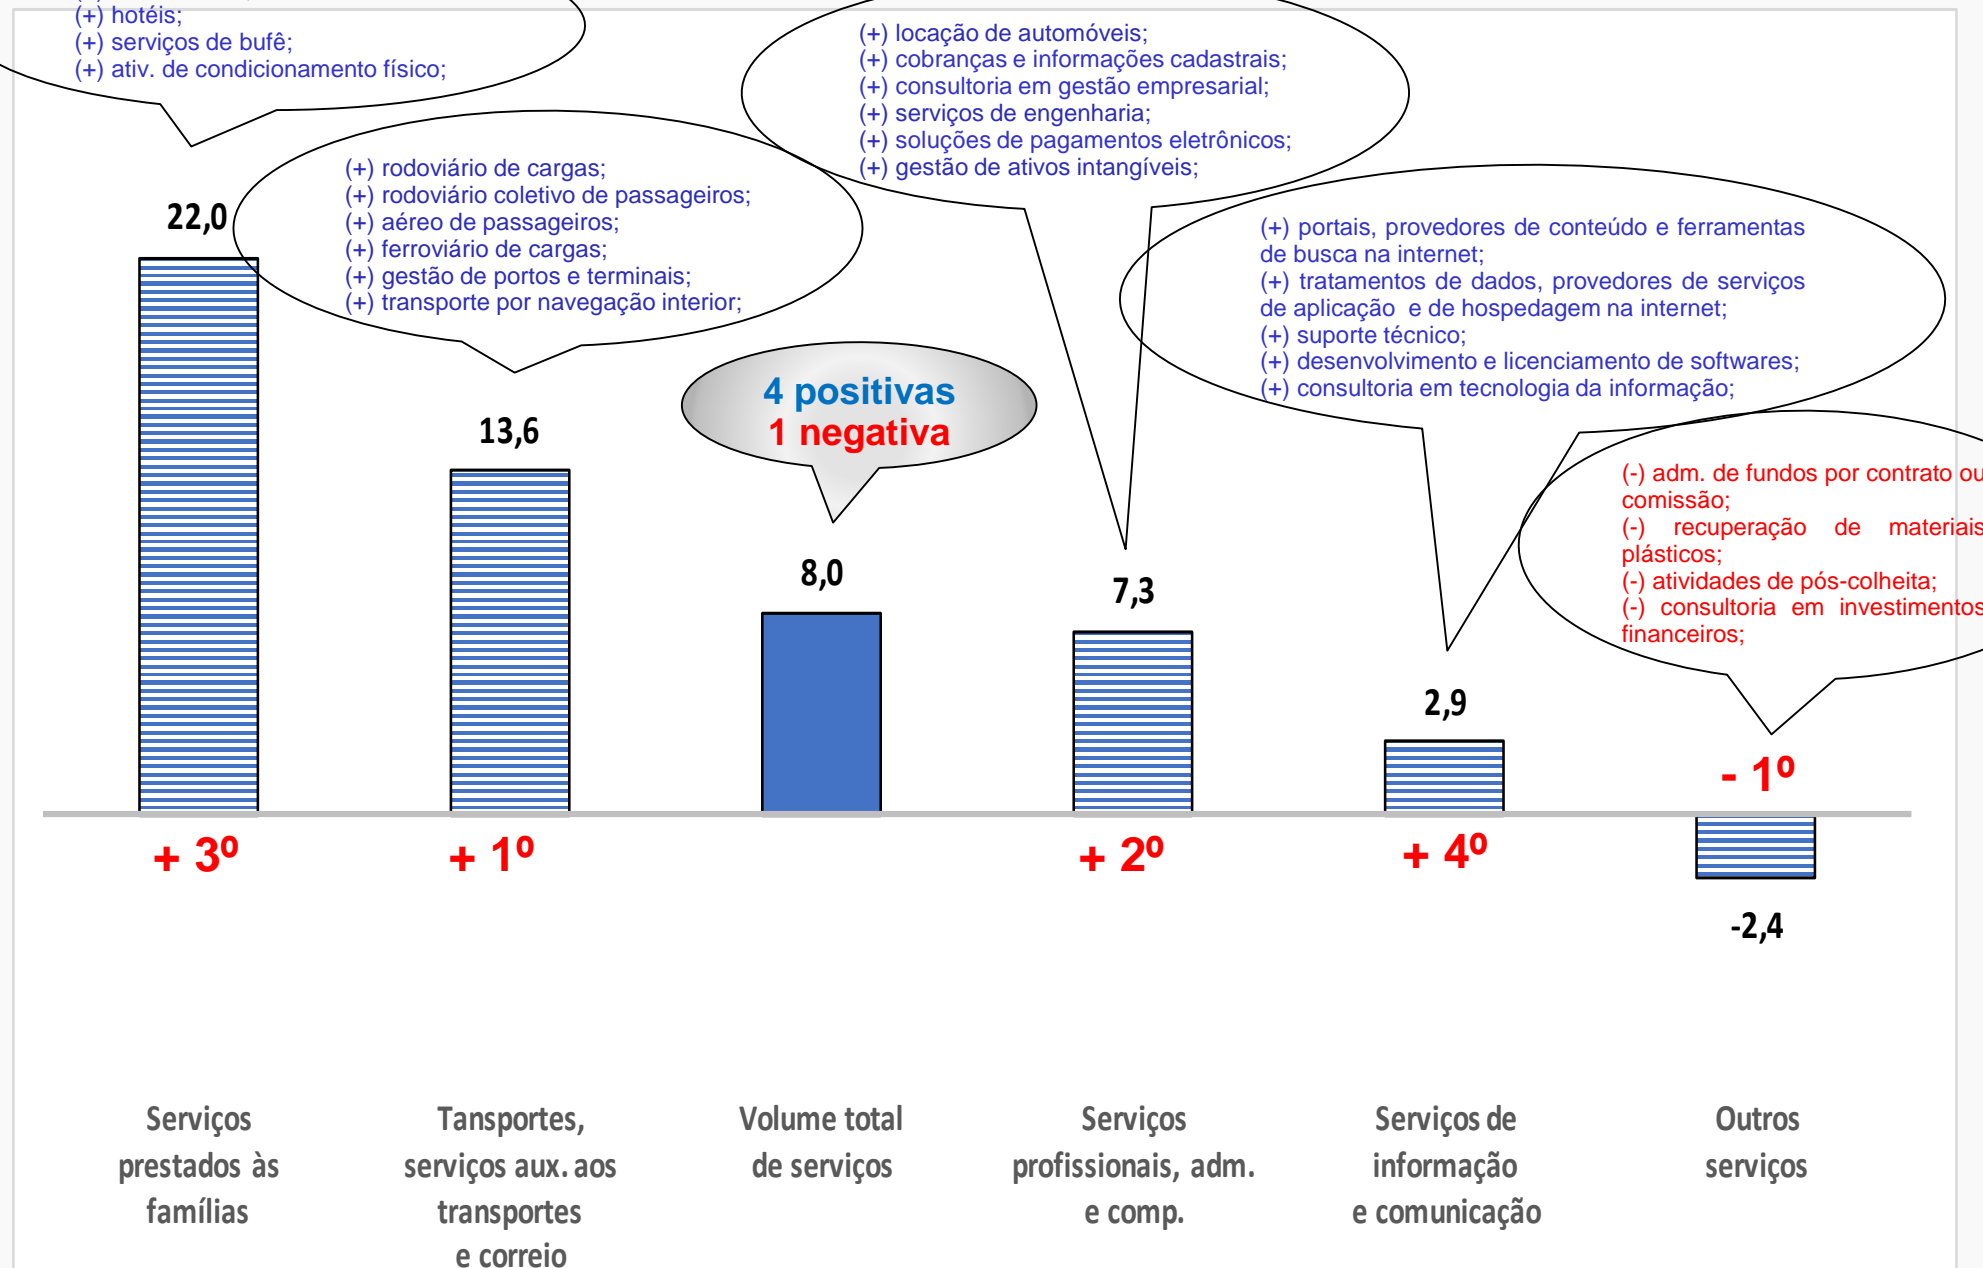 (+) hotéis;
(+) serviços de bufê;
(+) ativ. de condicionamento físico;
(+) locação de automóveis;
(+) cobranças e informações cadastrais;
(+) consultoria em gestão empresarial;
(+) serviços de engenharia;
(+) soluções de pagamentos eletrônicos;
(+) gestão de ativos intangíveis;
(+) rodoviário de cargas;
(+) rodoviário coletivo de passageiros;
(+) aéreo de passageiros;
(+) ferroviário de cargas;
(+) gestão de portos e terminais;
(+) transporte por navegação interior;
(+) portais, provedores de conteúdo e ferramentas
de busca na internet;
(+) tratamentos de dados, provedores de serviços
de aplicação e de hospedagem na internet;
(+) suporte técnico;
(+) desenvolvimento e licenciamento de softwares;
(+) consultoria em tecnologia da informação;
4 positivas
1 negativa
(-) adm. de fundos por contrato ou
comissão;
(-) recuperação de materiais
plásticos;
(-) atividades de pós-colheita;
(-) consultoria em investimentos
financeiros;
22,0
13,6
8,0
7,3
2,9
-2,4
+ 3º
+ 1º
+ 2º
+ 4º
- 1º
Serviços
prestados às
famílias
Tansportes,
serviços aux. aos
transportes
e correio
Volume total
de serviços
Serviços
profissionais, adm.
e comp.
Serviços de
informação
e comunicação
Outros
serviços